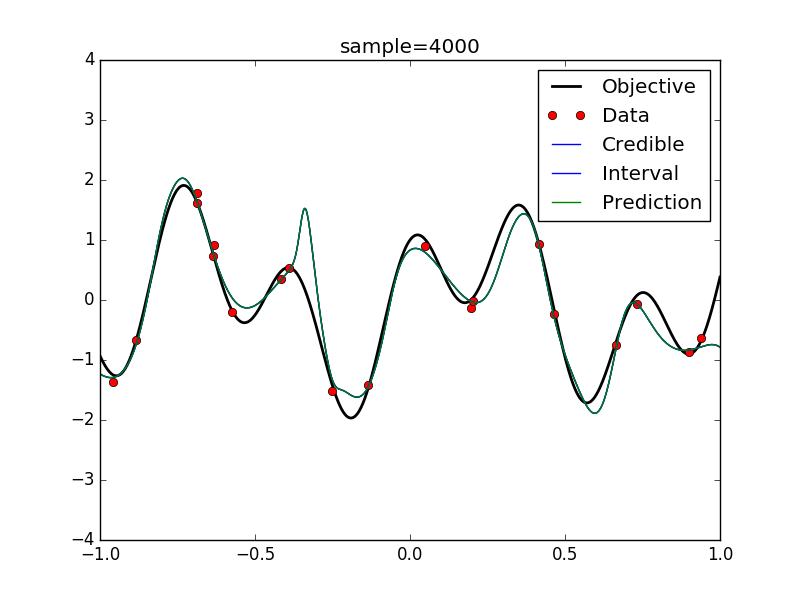 sample=4000
4
3
2
1
0
−1
−2
−3
−4
−1.0
−0.5
0.0
0.5
1.0
Objective
Data
Credible
Interval
Prediction